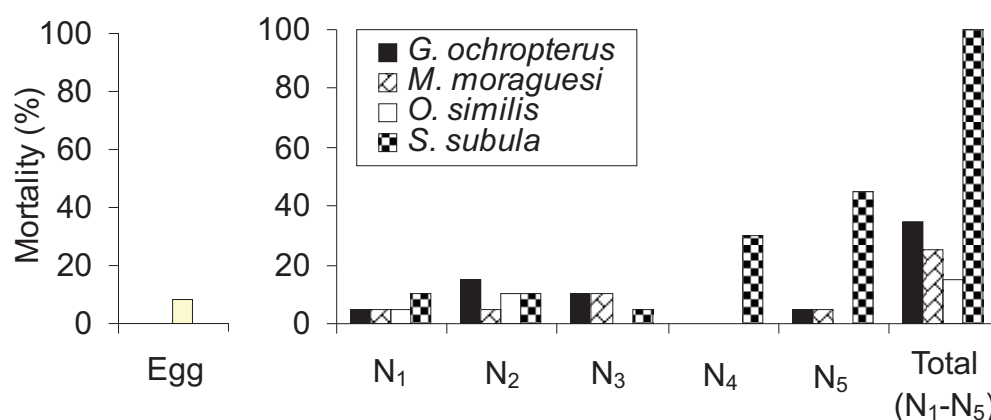 Mortality (%)
100
80
60
40
20
0
Egg
100
80
60
40
20
0
G. ochropterus
M. moraguesi
O. similis
S. subula
N₁
N₂
N₃
N₄
N₅
Total
(N₁-N₅)